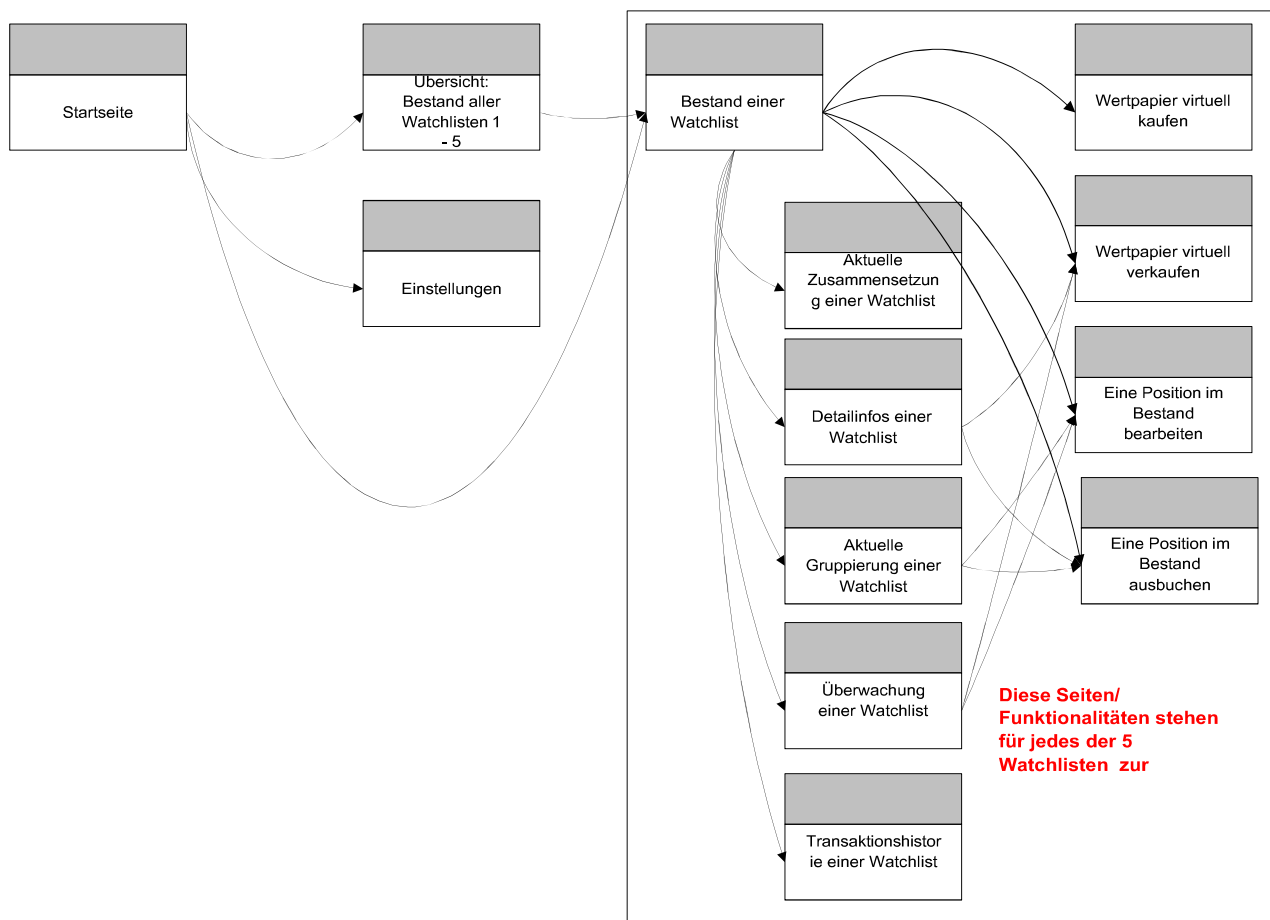 Startseite
Übersicht:
Bestand aller
Watchlisten 1
- 5
Einstellungen
Bestand einer
Watchlist
Wertpapier virtuell
kaufen
Aktuelle
Zusammensetzun
g einer Watchlist
Wertpapier virtuell
verkaufen
Detailinfos einer
Watchlist
Eine Position im
Bestand
bearbeiten
Aktuelle
Gruppierung einer
Watchlist
Eine Position im
Bestand
ausbuchen
Überwachung
einer Watchlist
Diese Seiten/
Funktionalitäten stehen
für jedes der 5
Watchlisten zur
Transaktionshistor
ie einer Watchlist